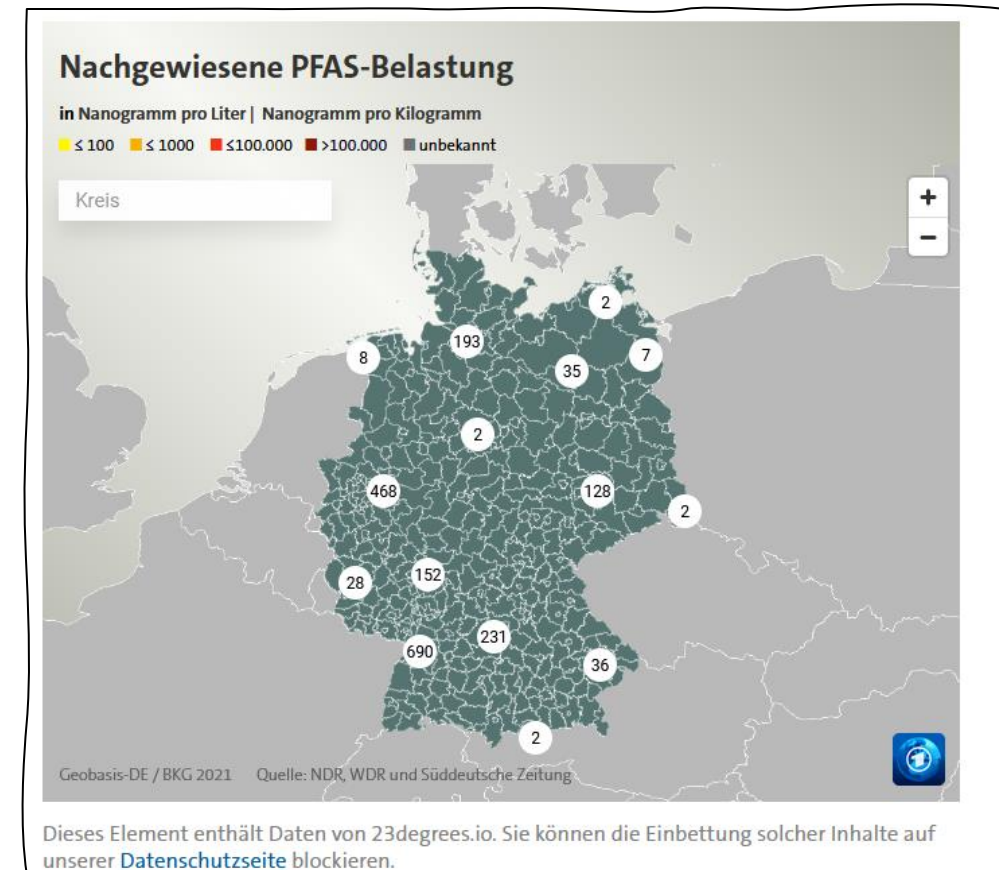 Nachgewiesene PFAS-Belastung
in Nanogramm pro Liter | Nanogramm pro Kilogramm
≤ 100 ≤ 1000 ≤100.000 >100.000 unbekannt
Kreis
+
−
2
193
8
7
35
2
468
128
2
152
28
231
690
36
2
Geobasis-DE / BKG 2021 Quelle: NDR, WDR und Süddeutsche Zeitung
Dieses Element enthält Daten von 23degrees.io. Sie können die Einbettung solcher Inhalte auf
unserer Datenschutzseite blockieren.